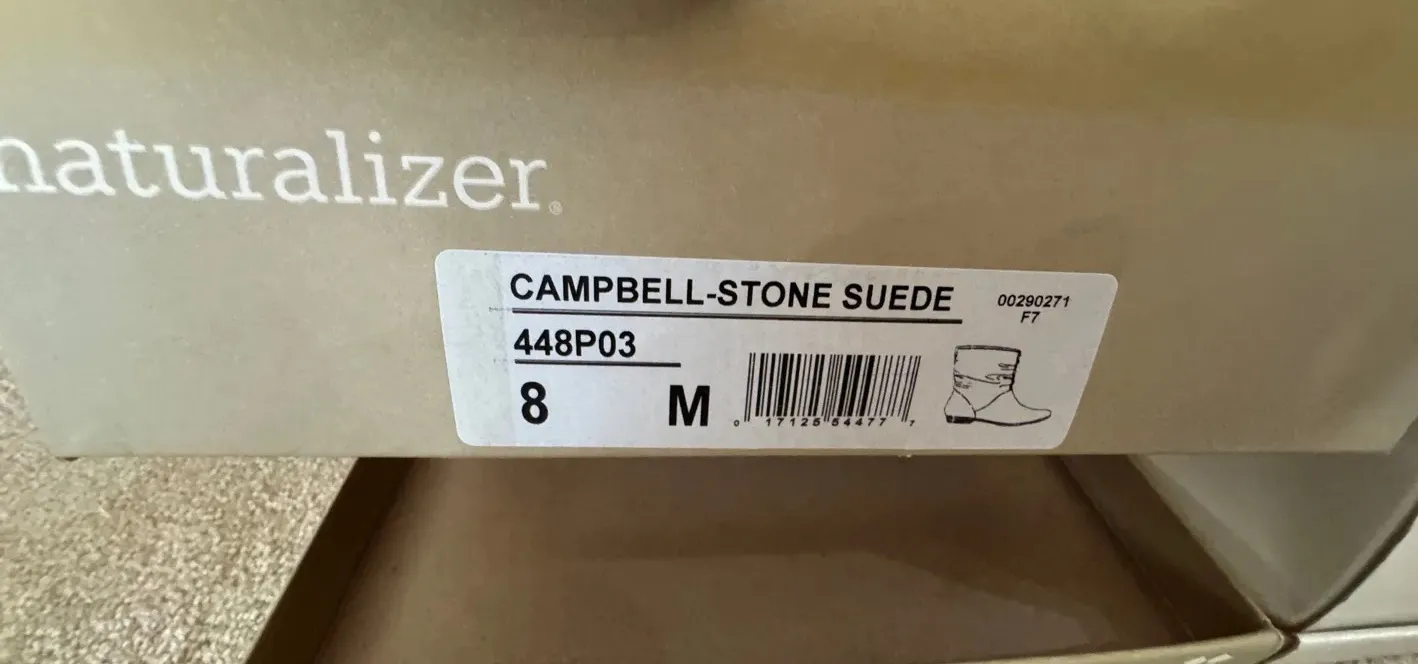 naturalizer®
CAMPBELL-STONE SUEDE
00290271
F7
448P03
8 M
0 17125 54477 7